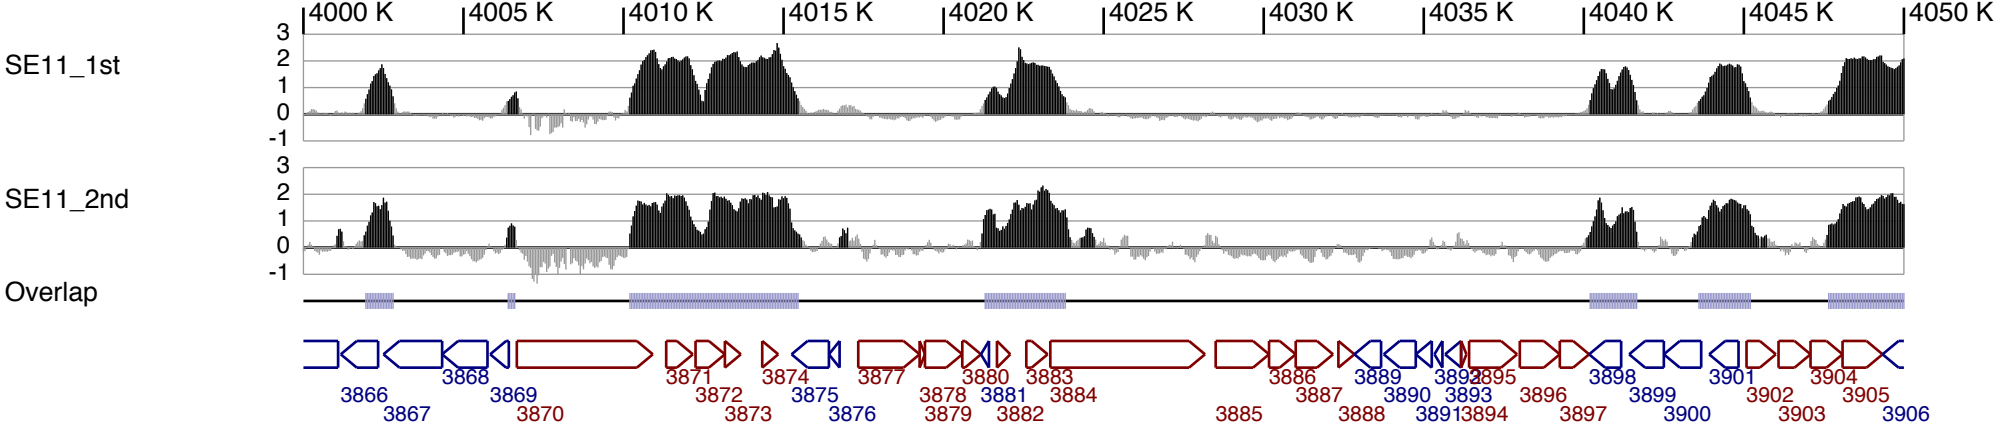 4000 K 4005 K 4010 K 4015 K 4020 K 4025 K 4030 K 4035 K 4040 K 4045 K 4050 K
3
2
SE11_1st
1
0
-1
3
2
SE11_2nd
1
0
-1
Overlap
3868 3871 3874 3877 3880 3883 3886 3889 3892 3895 3898 3901 3904
3866 3869 3872 3875 3878 3881 3884 3887 3890 3893 3896 3899 3902 3905
3867 3870 3873 3876 3879 3882 3885 3888 3891 3894 3897 3900 3903 3906